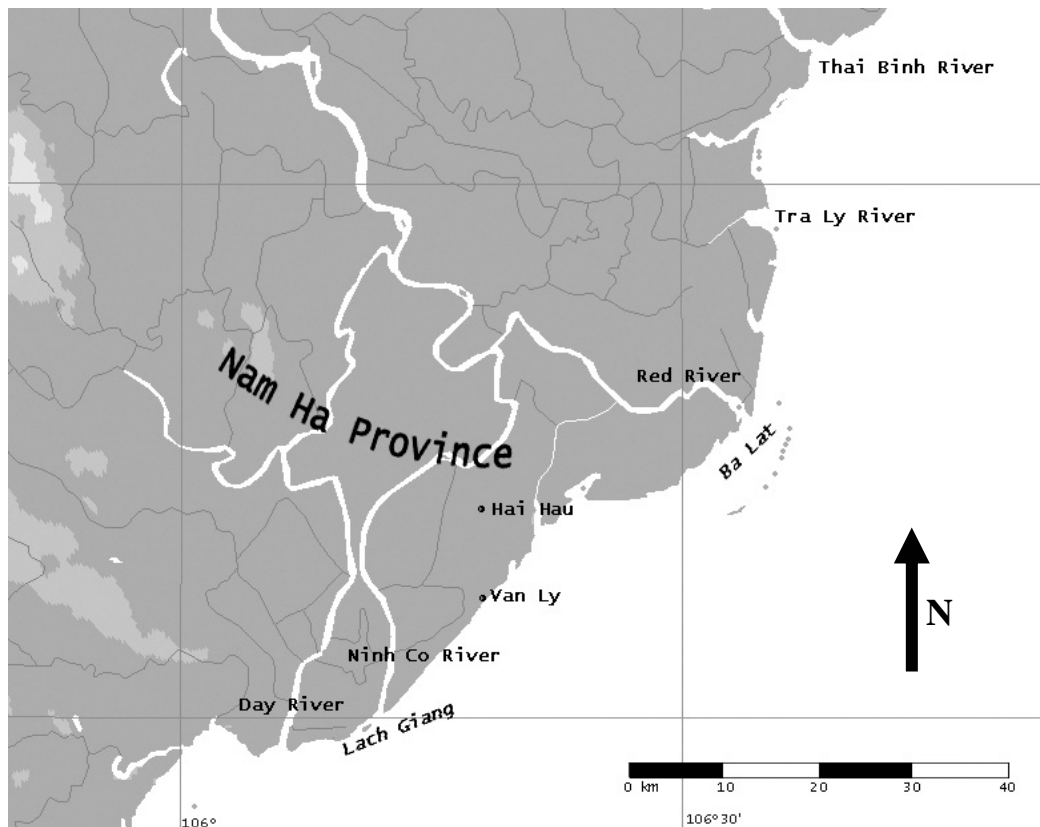 Thai Binh River
Tra Ly River
Red River
Nam Ha Province
Ba Lat
Hai Hau
Van Ly
N
Ninh Co River
Day River
Lach Giang
0 km 10 20 30 40
106° 106°30'